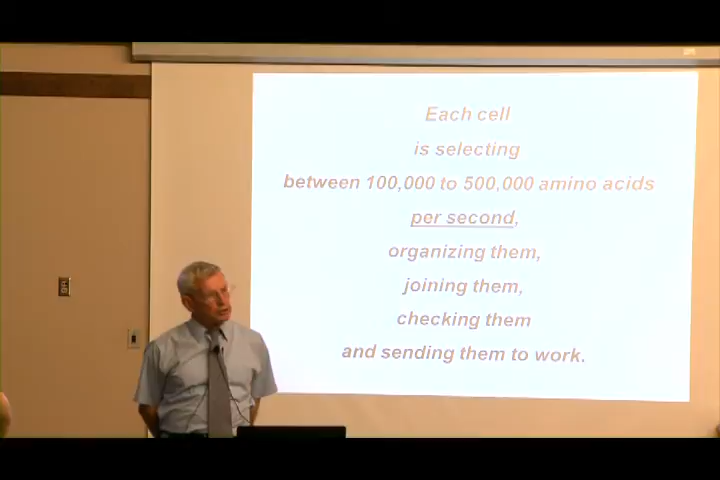 Each cell
is selecting
between 100,000 to 500,000 amino acids
per second,
organizing them,
joining them,
checking them
and sending them to work.